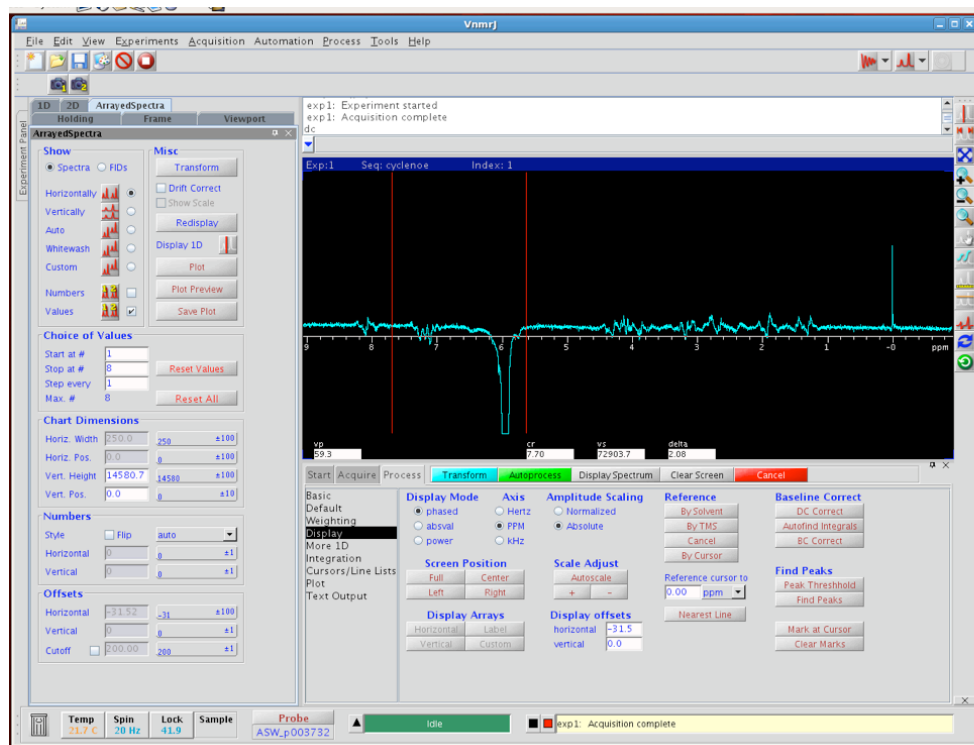 VnmrJ
File Edit View Experiments Acquisition Automation Process Tools Help
1D 2D ArrayedSpectra
Holding Frame Viewport
Experiment Panel
ArrayedSpectra
Show
Spectra FIDs
Horizontally
Vertically
Auto
Whitewash
Custom
Numbers
Values
Misc
Transform
Drift Correct
Show Scale
Redisplay
Display 1D
Plot
Plot Preview
Save Plot
Choice of Values
Start at # 1
Stop at # 8 Reset Values
Step every 1
Max. # 8 Reset All
Chart Dimensions
Horiz. Width 250.0 250 ±100
Horiz. Pos. 0.0 0 ±100
Vert. Height 14580.7 14580 ±100
Vert. Pos. 0.0 0 ±10
Numbers
Style Flip auto
Horizontal 0 0 ±1
Vertical 0 0 ±1
Offsets
Horizontal -31.52 -31 ±100
Vertical 0 0 ±1
Cutoff 200.00 200 ±1
exp1: Experiment started
exp1: Acquisition complete
dc
Exp:1 Seq: cyclenoe Index: 1
9 8 7 6 5 4 3 2 1 -0 ppm
vp cr vs delta
59.3 7.70 72903.7 2.08
Start Acquire Process Transform Autoprocess Display Spectrum Clear Screen Cancel
Basic
Default
Weighting
Display
More 1D
Integration
Cursors/Line Lists
Plot
Text Output
Display Mode
phased
absval
power
Axis
Hertz
PPM
kHz
Screen Position
Full Center
Left Right
Display Arrays
Horizontal Label
Vertical Custom
Amplitude Scaling
Normalized
Absolute
Scale Adjust
Autoscale
+ -
Display offsets
horizontal -31.5
vertical 0.0
Reference
By Solvent
By TMS
Cancel
By Cursor
Reference cursor to
0.00 ppm
Nearest Line
Baseline Correct
DC Correct
Autofind Integrals
BC Correct
Find Peaks
Peak Threshhold
Find Peaks
Mark at Cursor
Clear Marks
Temp Spin Lock Sample Probe
21.7 C 20 Hz 41.9 ASW_p003732
Idle
exp1: Acquisition complete